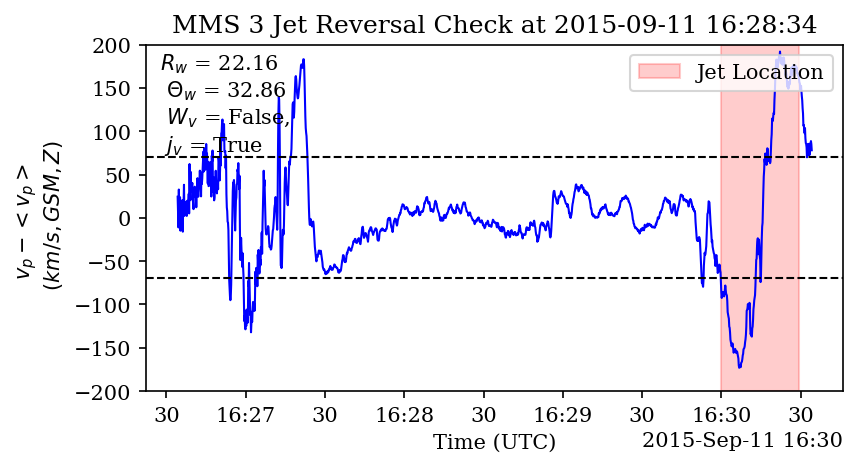 MMS 3 Jet Reversal Check at 2015-09-11 16:28:34
R_w = 22.16
Θ_w = 32.86
W_v = False,
j_v = True
Jet Location
v_p − < v_p >
(km/s, GSM, Z)
200
150
100
50
0
−50
−100
−150
−200
30 16:27 30 16:28 30 16:29 30 16:30 30
Time (UTC) 2015-Sep-11 16:30